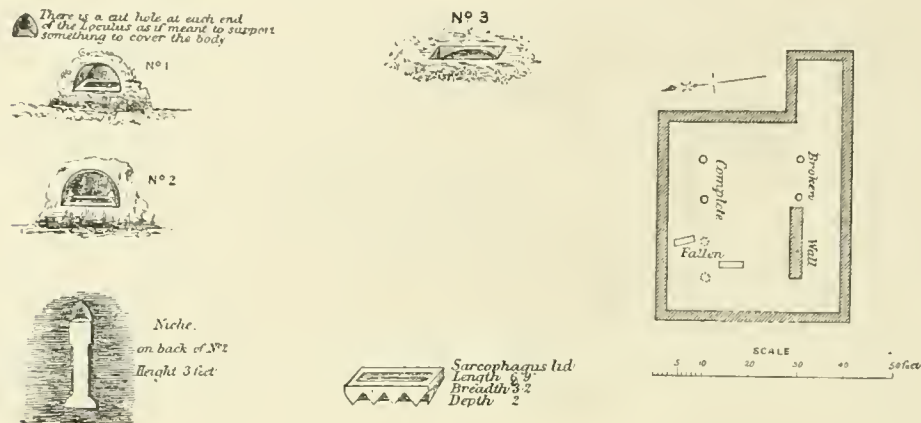 There is a cut hole at each end
of the Loculus as if meant to support
something to cover the body
Nº 1
Nº 2
Niche.
on back of Nº 2
Height 3 feet
Nº 3
Sarcophagus lid
Length 6.9
Breadth 3.2
Depth 2
Complete
Broken
Fallen
Wall
SCALE
5 10 20 30 40 50 feet